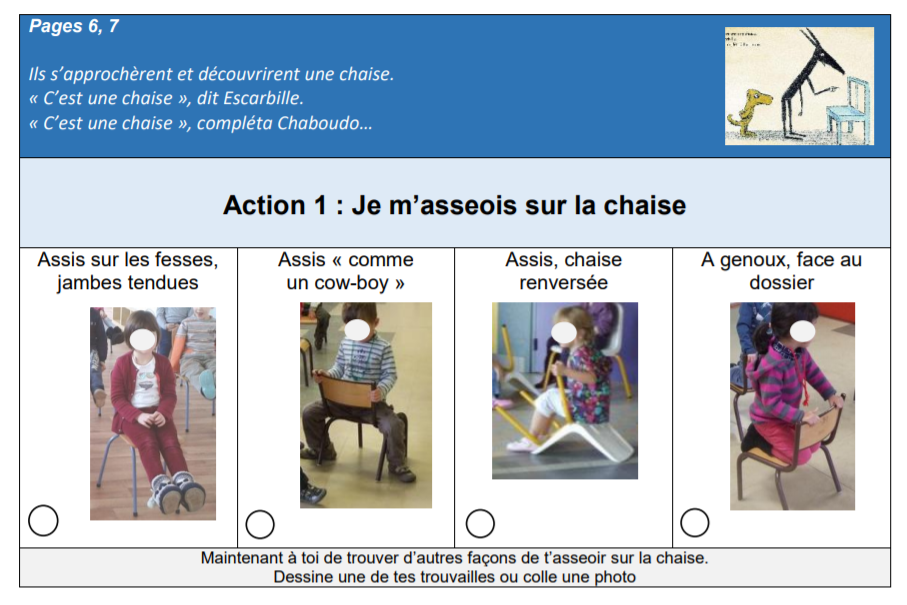 Pages 6, 7
Ils s’approchèrent et découvrirent une chaise.
« C’est une chaise », dit Escarbille.
« C’est une chaise », compléta Chaboudo…
Action 1 : Je m’asseois sur la chaise
Assis sur les fesses,
jambes tendues
Assis « comme
un cow-boy »
Assis, chaise
renversée
A genoux, face au
dossier
Maintenant à toi de trouver d’autres façons de t’asseoir sur la chaise.
Dessine une de tes trouvailles ou colle une photo